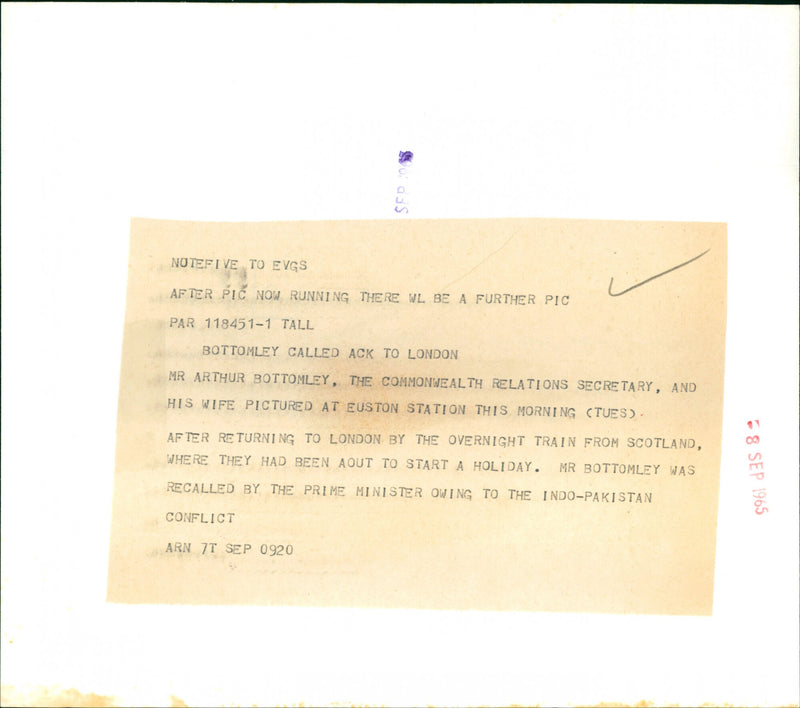 SEP
NOTEFIVE TO EVGS
AFTER PIC NOW RUNNING THERE WL BE A FURTHER PIC
PAR 118451-1 TALL
BOTTOMLEY CALLED ACK TO LONDON
MR ARTHUR BOTTOMLEY, THE COMMONWEALTH RELATIONS SECRETARY, AND
HIS WIFE PICTURED AT EUSTON STATION THIS MORNING (TUES).
AFTER RETURNING TO LONDON BY THE OVERNIGHT TRAIN FROM SCOTLAND,
WHERE THEY HAD BEEN AOUT TO START A HOLIDAY. MR BOTTOMLEY WAS
RECALLED BY THE PRIME MINISTER OWING TO THE INDO-PAKISTAN
CONFLICT
ARN 7T SEP 0920
8 SEP 1965